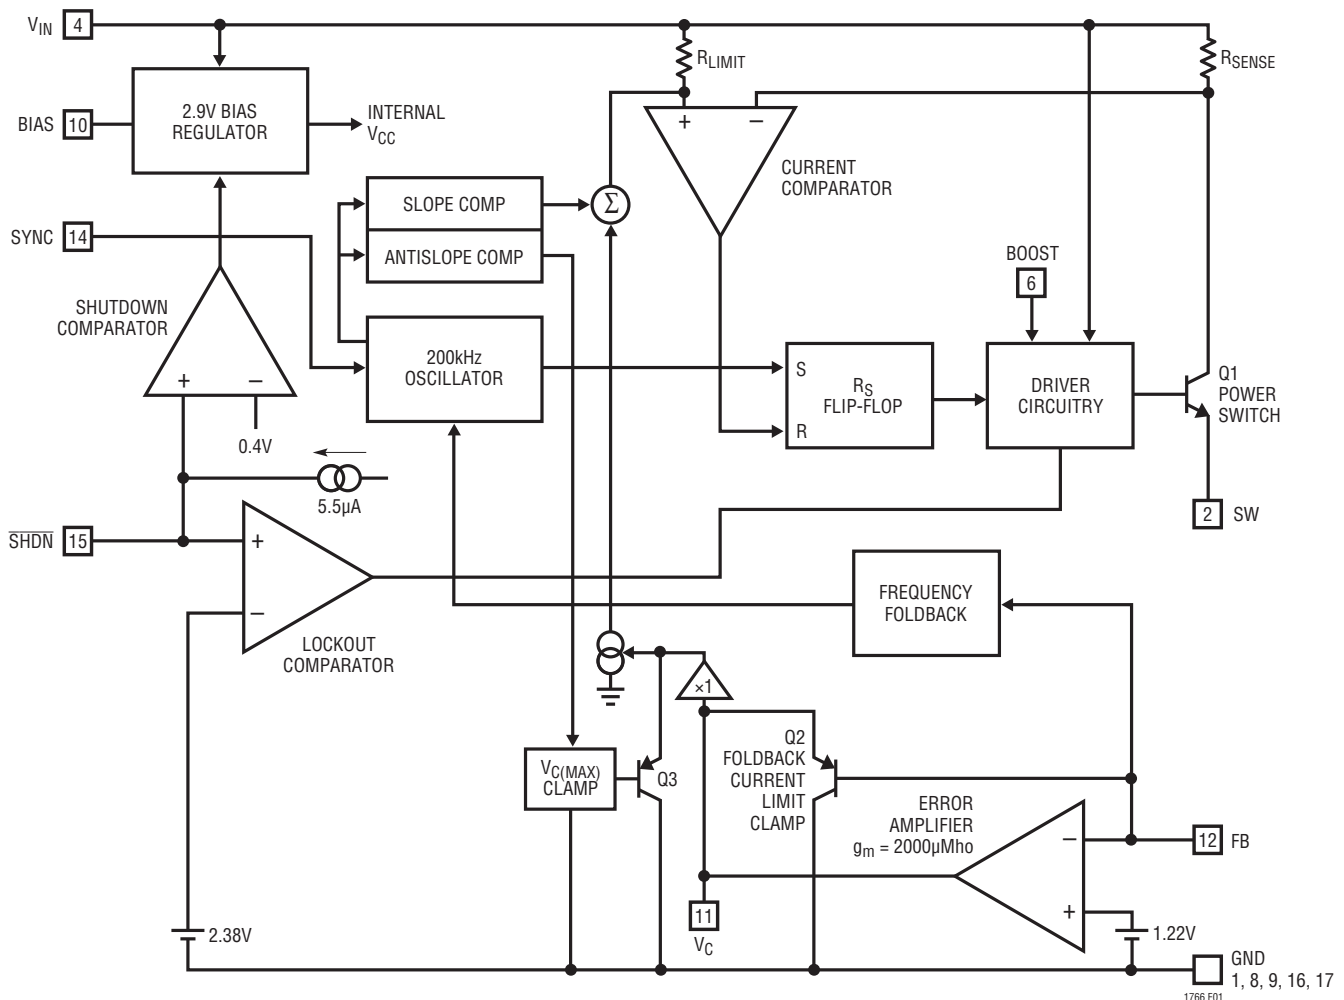 VIN 4
RLIMIT
RSENSE
2.9V BIAS
REGULATOR
BIAS 10
INTERNAL
VCC
+ −
CURRENT
COMPARATOR
SLOPE COMP
Σ
SYNC 14
ANTISLOPE COMP
BOOST
6
SHUTDOWN
COMPARATOR
200kHz
OSCILLATOR
S
RS
FLIP-FLOP
R
DRIVER
CIRCUITRY
Q1
POWER
SWITCH
+ −
0.4V
5.5µA
2 SW
SHDN 15
+
−
LOCKOUT
COMPARATOR
FREQUENCY
FOLDBACK
×1
VC(MAX)
CLAMP
Q3
Q2
FOLDBACK
CURRENT
LIMIT
CLAMP
ERROR
AMPLIFIER
gm = 2000µMho
−
+
12 FB
11
VC
2.38V
1.22V
GND
1, 8, 9, 16, 17
1766 F01